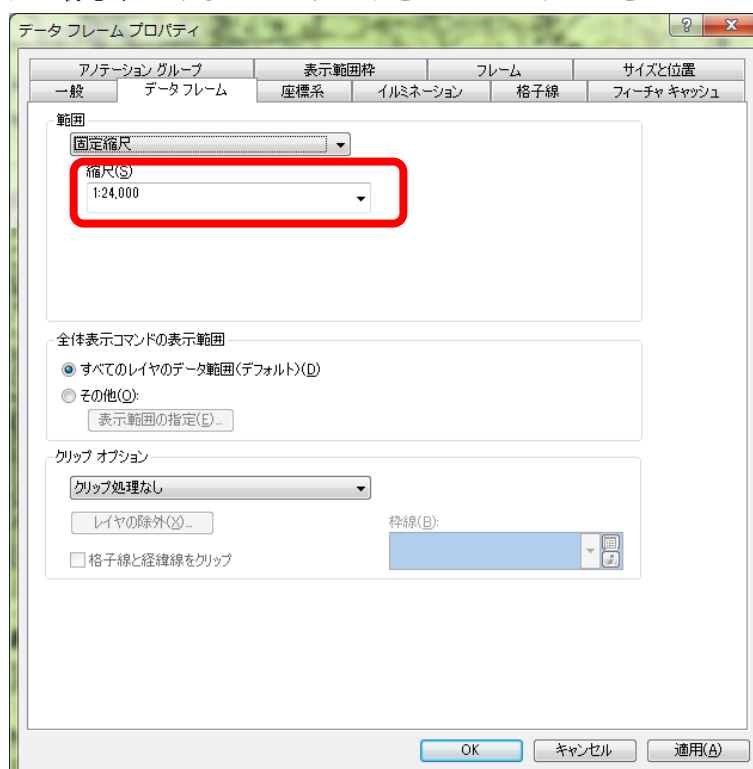 データ フレーム プロパティ
アノテーション グループ 表示範囲枠 フレーム サイズと位置
一般 データ フレーム 座標系 イルミネーション 格子線 フィーチャ キャッシュ
範囲
固定縮尺
縮尺(S)
1:24,000
全体表示コマンドの表示範囲
すべてのレイヤのデータ範囲(デフォルト)(D)
その他(O):
表示範囲の指定(E)...
クリップ オプション
クリップ処理なし
レイヤの除外(X)...
枠線(B):
格子線と経緯線をクリップ
OK キャンセル 適用(A)